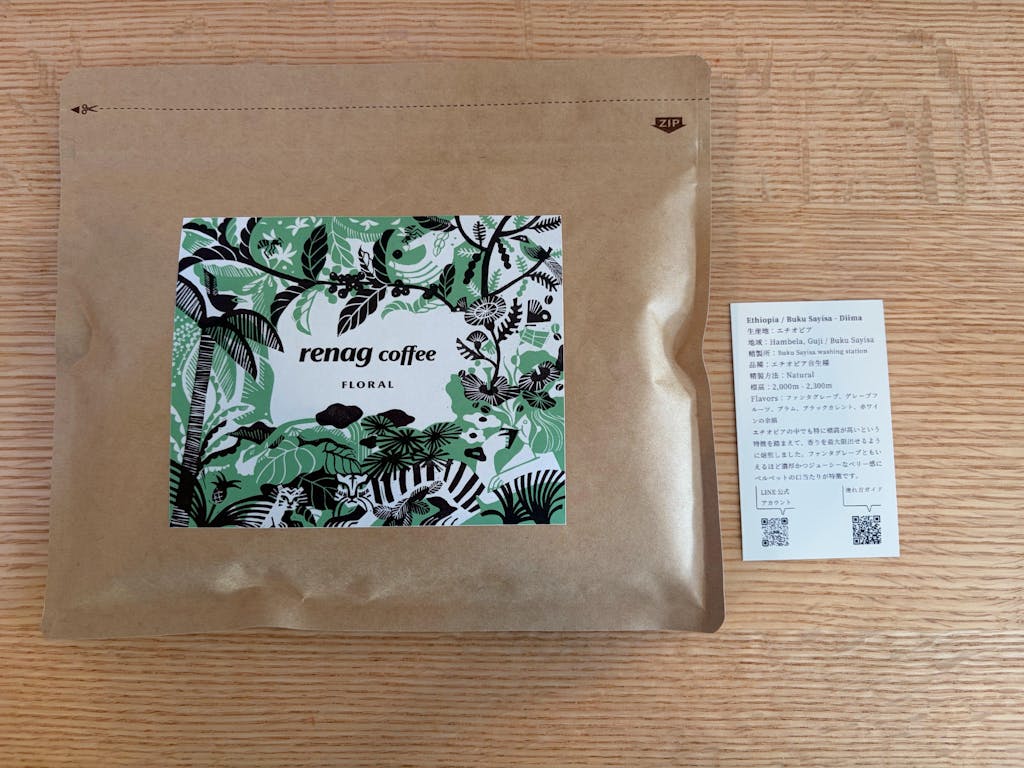 ZIP
renag coffee
FLORAL
Ethiopia / Buku Sayisa - Diima
生産地：エチオピア
地域：Hambela, Guji / Buku Sayisa
精製所：Buku Sayisa washing station
品種：エチオピア自生種
精製方法：Natural
標高：2,000m - 2,300m
Flavors：ファンタグレープ、グレープフ
ルーツ、プラム、ブラックカレント、ホワイ
ンの余韻
エチオピアの中でも特に標高が高いという
特徴を踏まえて、香りを最大限出せるよう
に焙煎しました。ファンタグレープともい
えるほど濃厚かつジューシーなベリー感に
ベルベットの口当たりが特徴です。
LINE 公式
アカウント
淹れ方ガイド